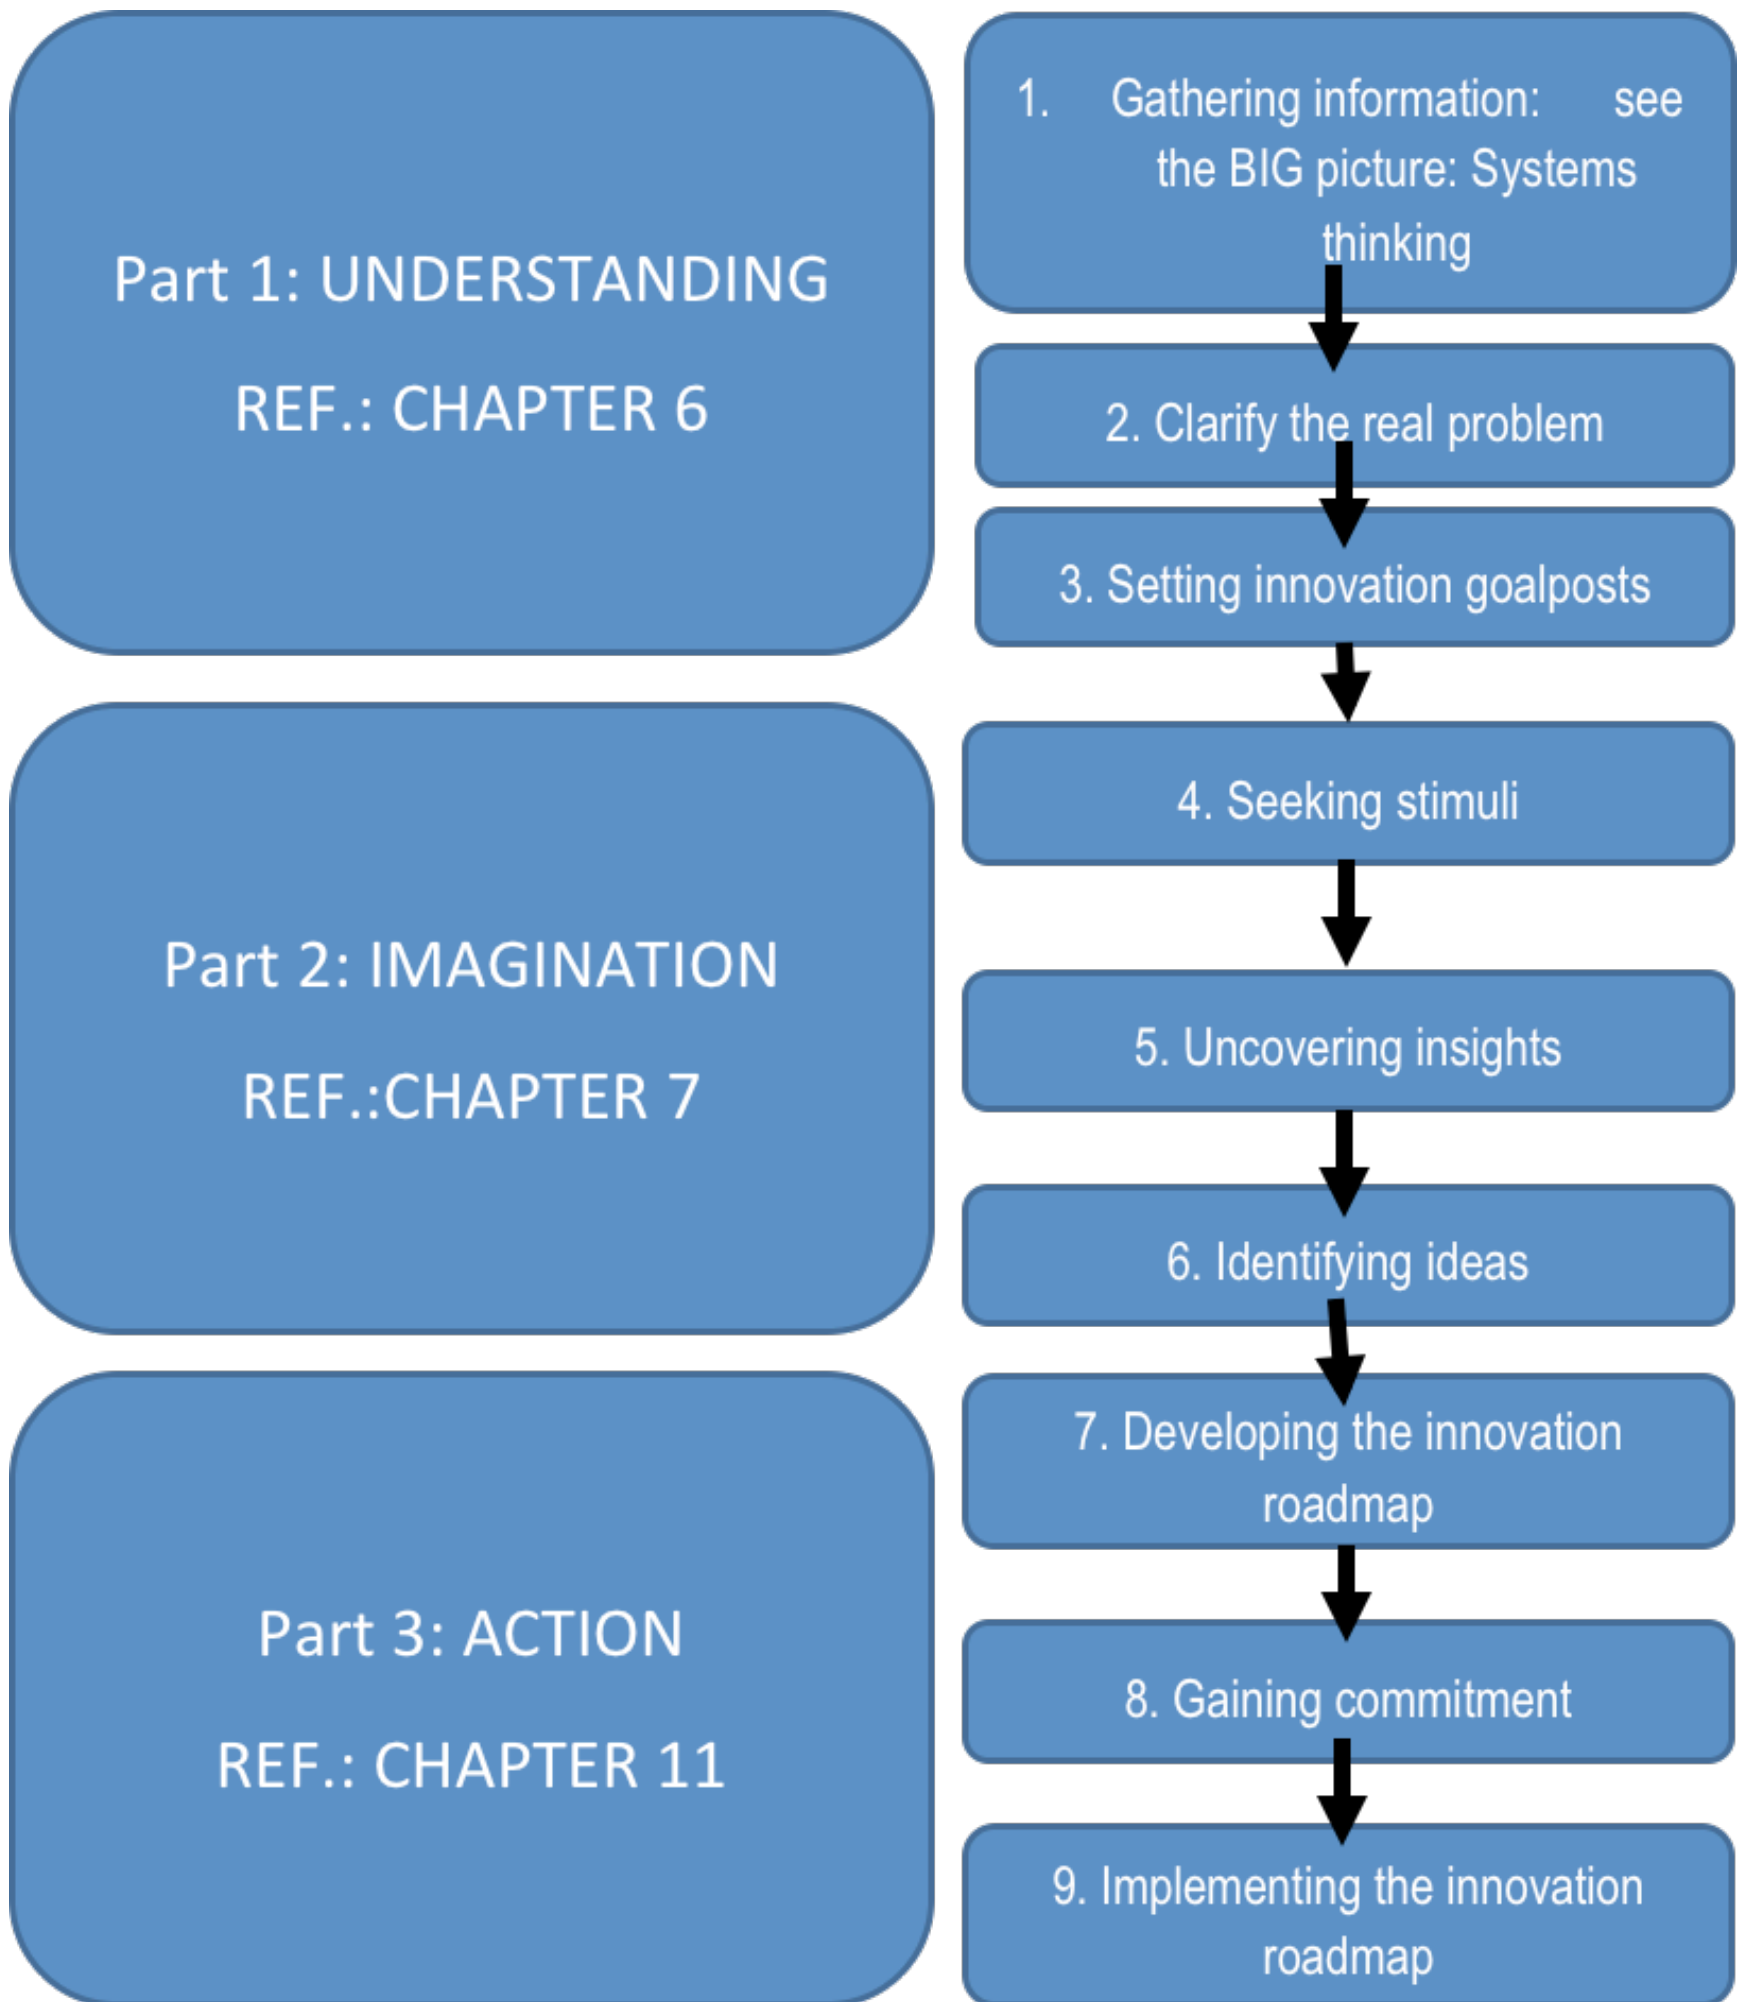 Part 1: UNDERSTANDING
REF.: CHAPTER 6
1. Gathering information: see
the BIG picture: Systems
thinking
2. Clarify the real problem
3. Setting innovation goalposts
Part 2: IMAGINATION
REF.:CHAPTER 7
4. Seeking stimuli
5. Uncovering insights
6. Identifying ideas
Part 3: ACTION
REF.: CHAPTER 11
7. Developing the innovation
roadmap
8. Gaining commitment
9. Implementing the innovation
roadmap